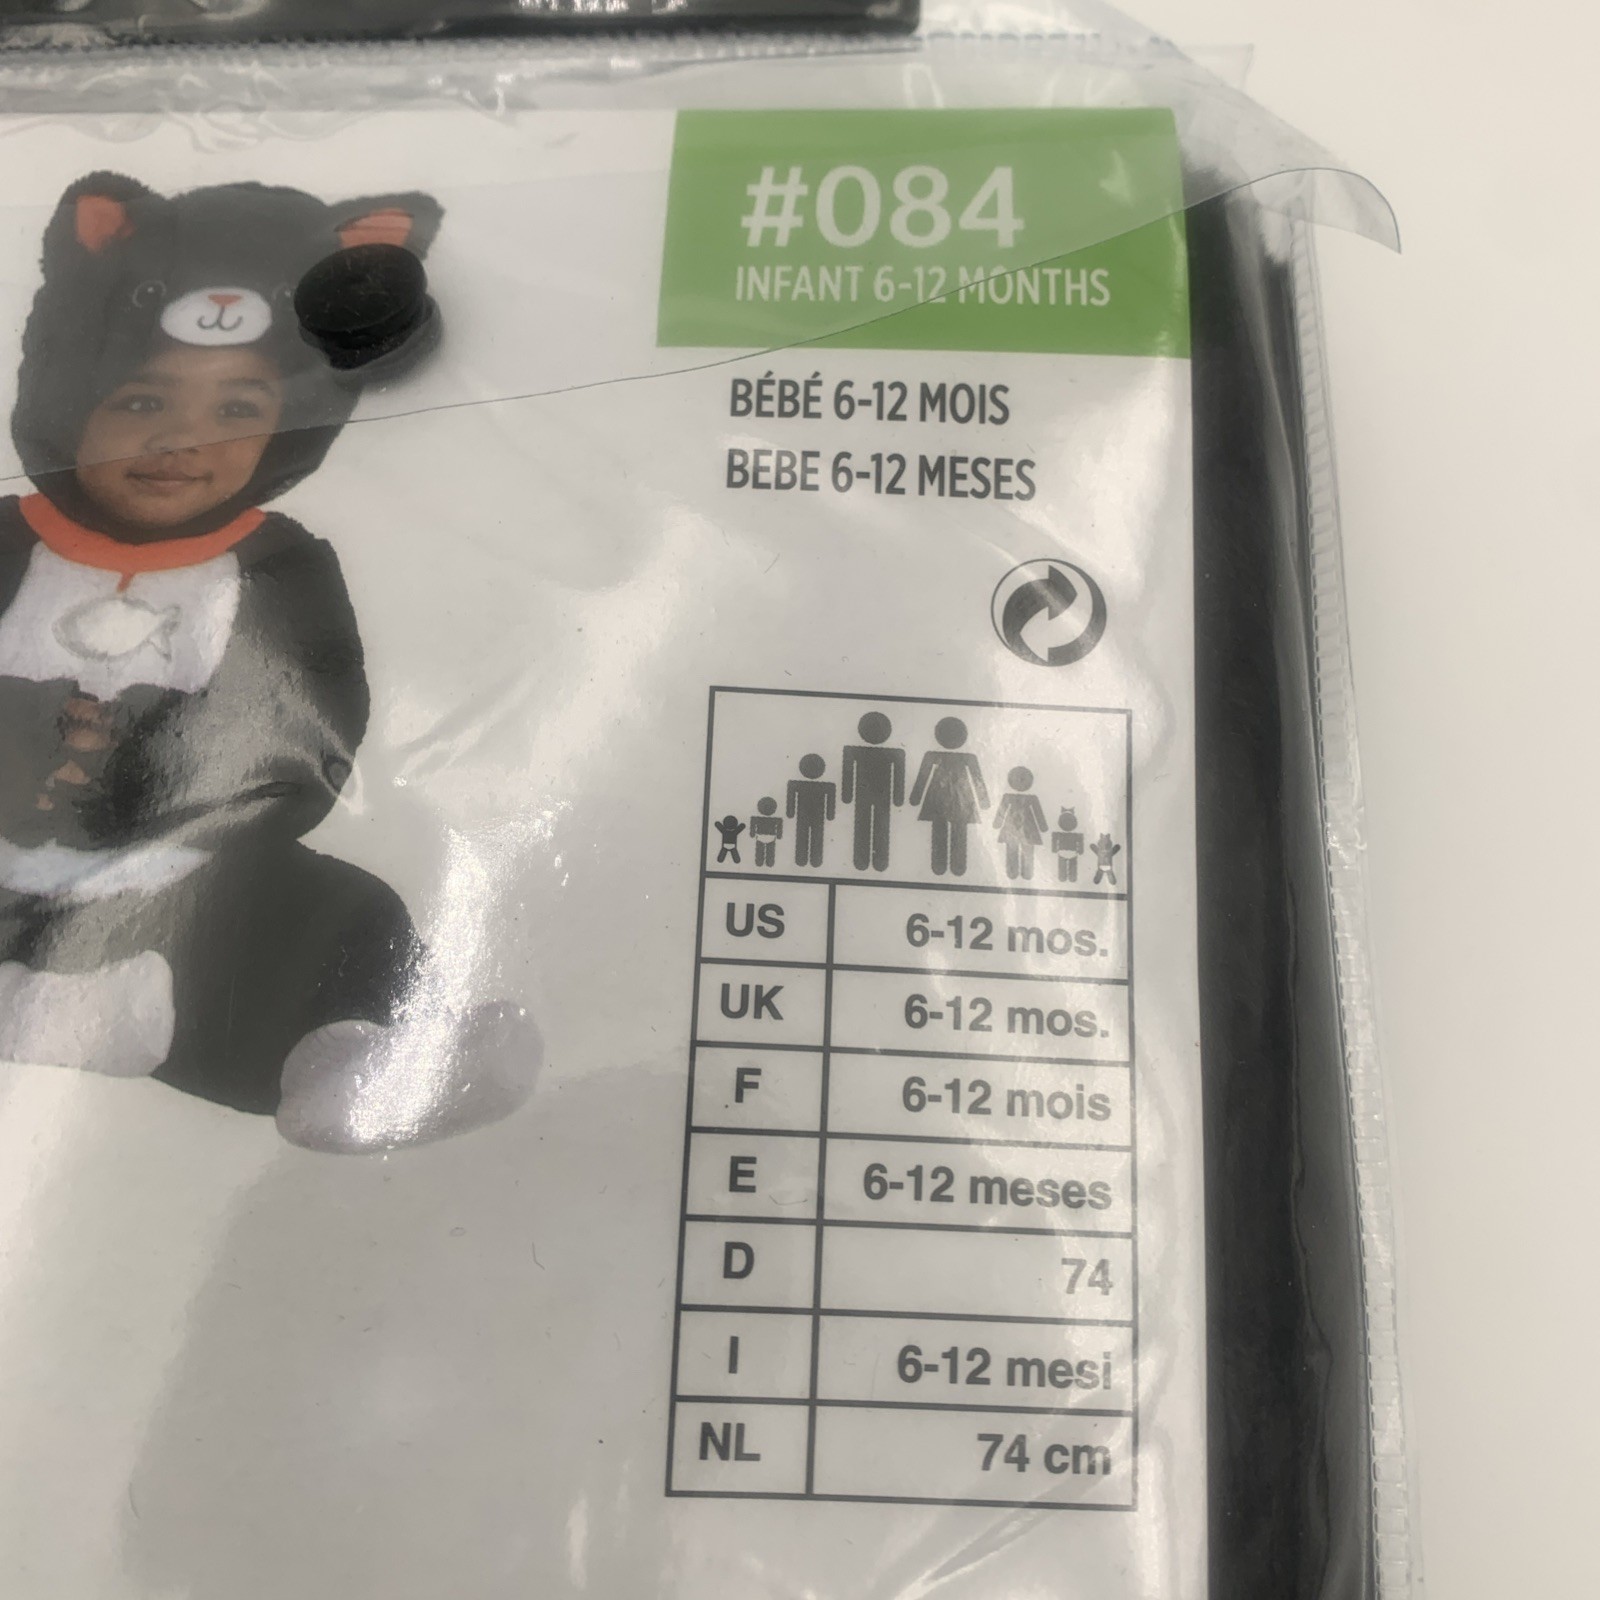 #084
INFANT 6-12 MONTHS
BÉBÉ 6-12 MOIS
BEBE 6-12 MESES
US 6-12 mos.
UK 6-12 mos.
F 6-12 mois
E 6-12 meses
D 74
I 6-12 mesi
NL 74 cm